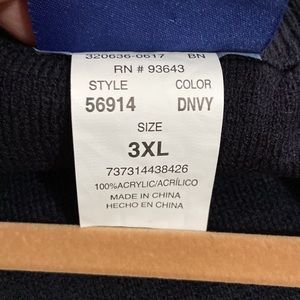 320636-0617 BN
RN # 93643
STYLE COLOR
56914 DNVY
SIZE
3XL
737314438426
100%ACRYLIC/ACRÍLICO
MADE IN CHINA
HECHO EN CHINA